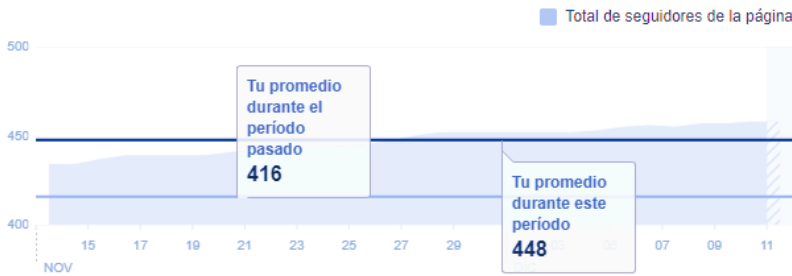 Total de seguidores de la página
500
Tu promedio
durante el
período
pasado
416
450
Tu promedio
durante este
período
448
400
15 17 19 21 23 25 27 29 07 09 11
NOV